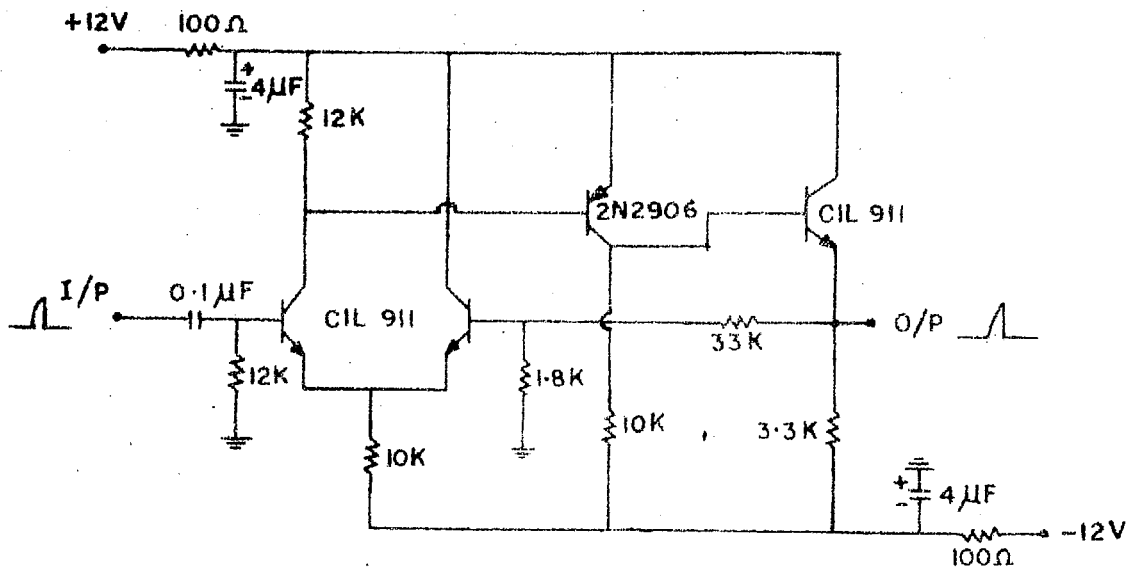 +12V
100Ω
+
4μF
-
12K
2N2906
CIL 911
I/P
0.1μF
CIL 911
O/P
33K
12K
1.8K
10K
3.3K
10K
+
4μF
-
-12V
100Ω